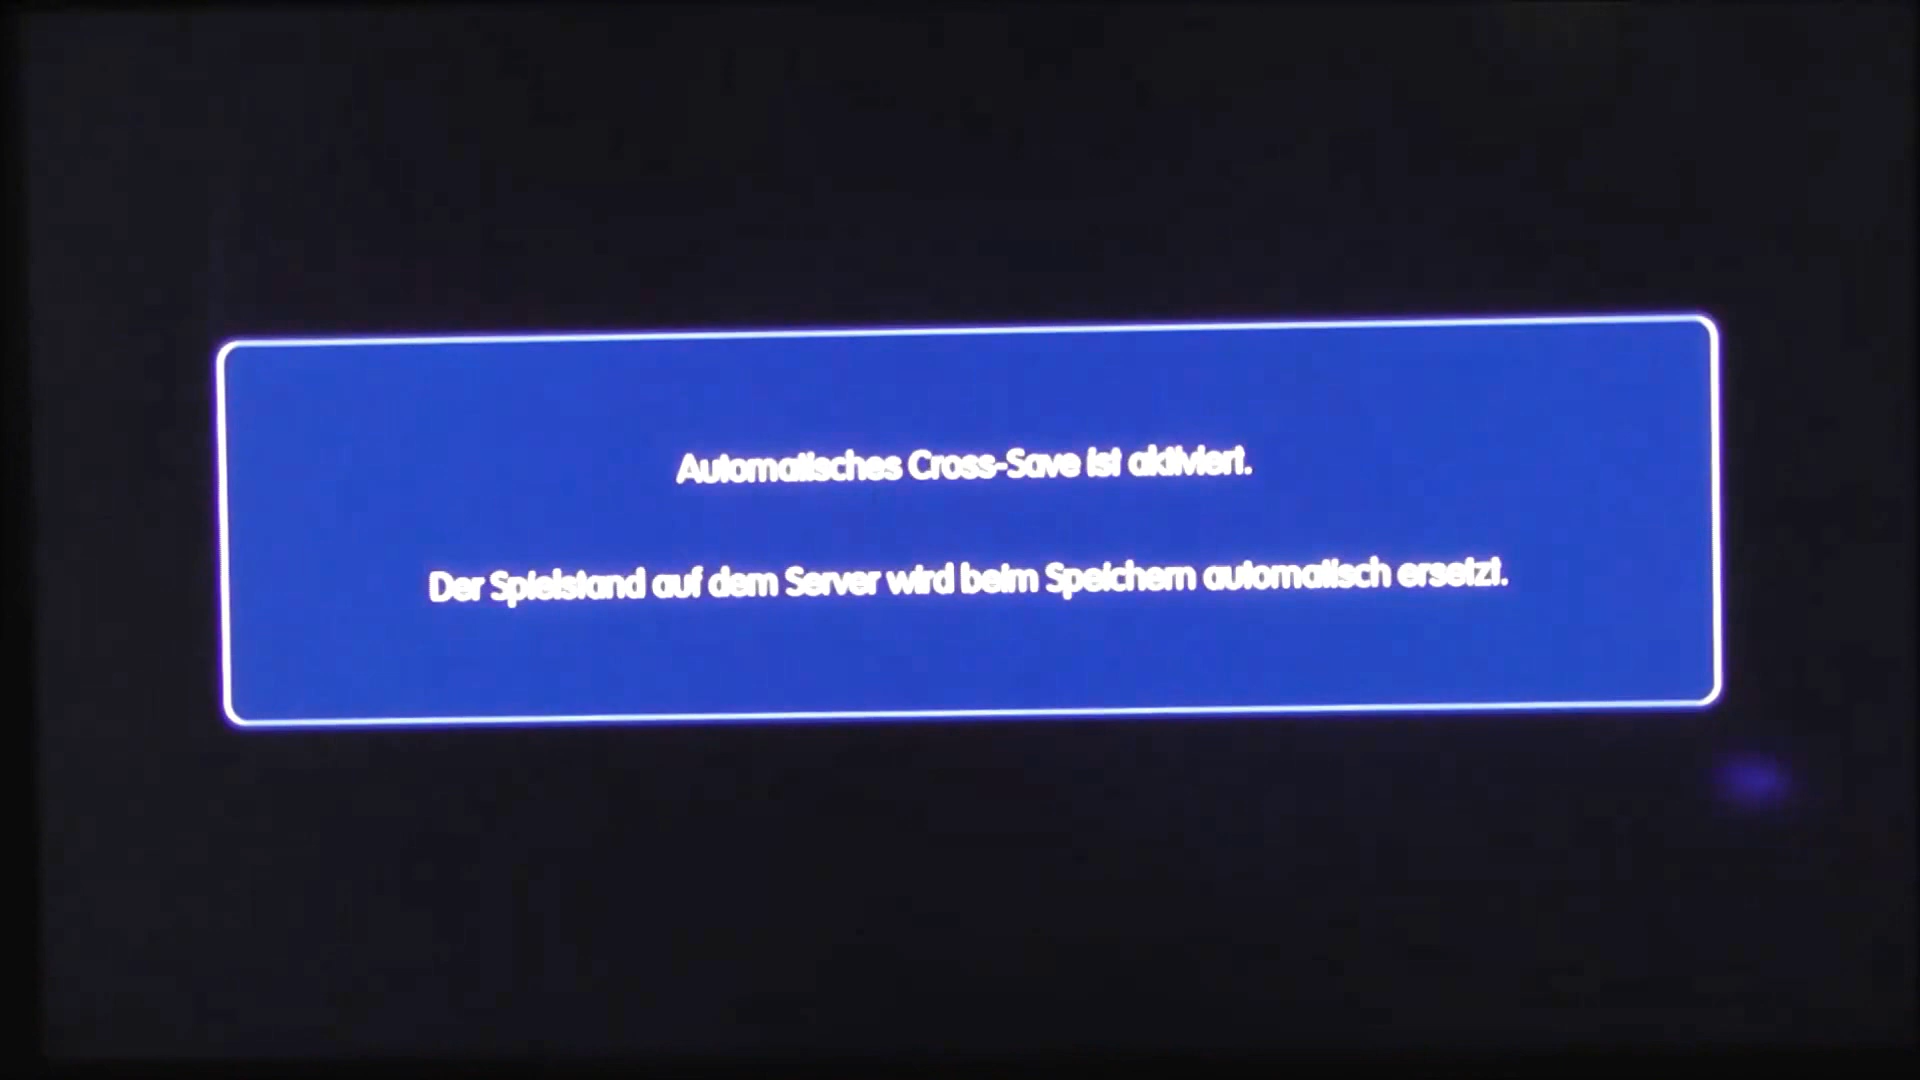 Automatisches Cross-Save ist aktiviert.
Der Spielstand auf dem Server wird beim Speichern automatisch ersetzt.